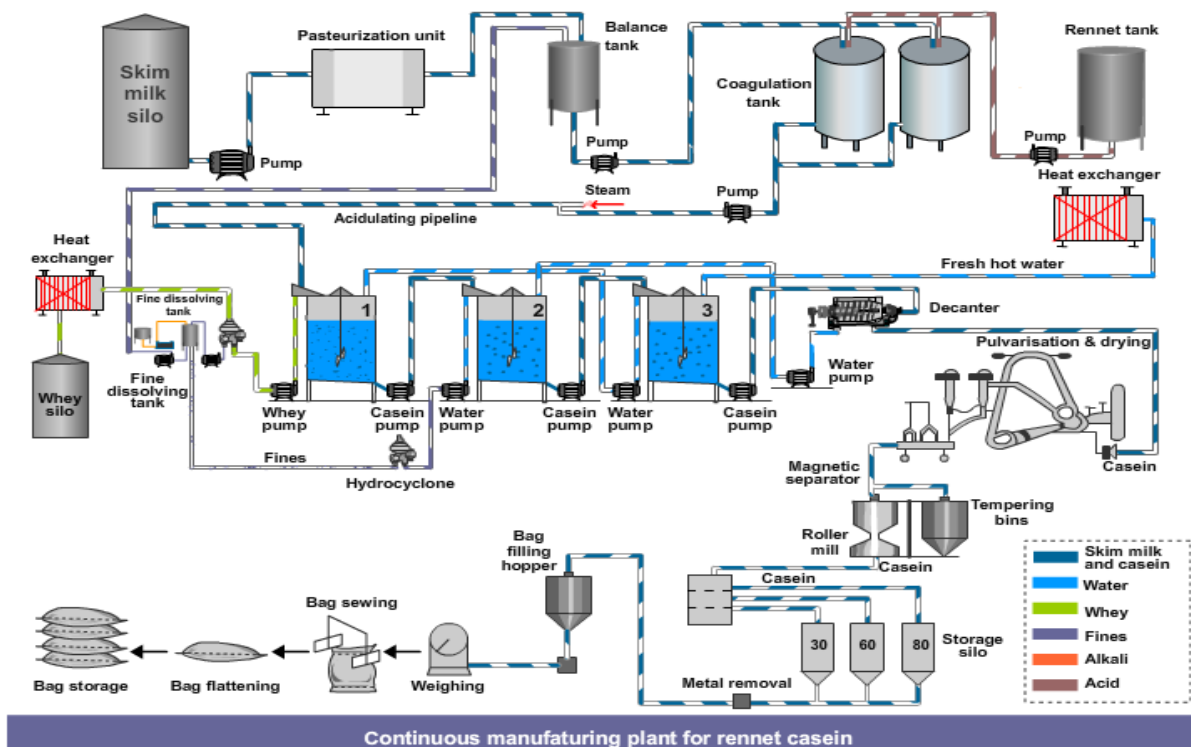 Skim
milk
silo
Pasteurization unit
Pump
Balance
tank
Pump
Coagulation
tank
Rennet tank
Pump
Heat exchanger
Steam
Pump
Acidulating pipeline
Fresh hot water
Heat
exchanger
Fine dissolving
tank
Fine
dissolving
tank
Whey
silo
1
2
3
Decanter
Pulvarisation & drying
Water
pump
Whey
pump
Casein
pump
Water
pump
Casein
pump
Water
pump
Casein
pump
Casein
Fines
Hydrocyclone
Magnetic
separator
Tempering
bins
Roller
mill
Casein
Casein
Bag
filling
hopper
30
60
80
Storage
silo
Metal removal
Bag sewing
Weighing
Bag flattening
Bag storage
Skim milk
and casein
Water
Whey
Fines
Alkali
Acid
Continuous manufaturing plant for rennet casein